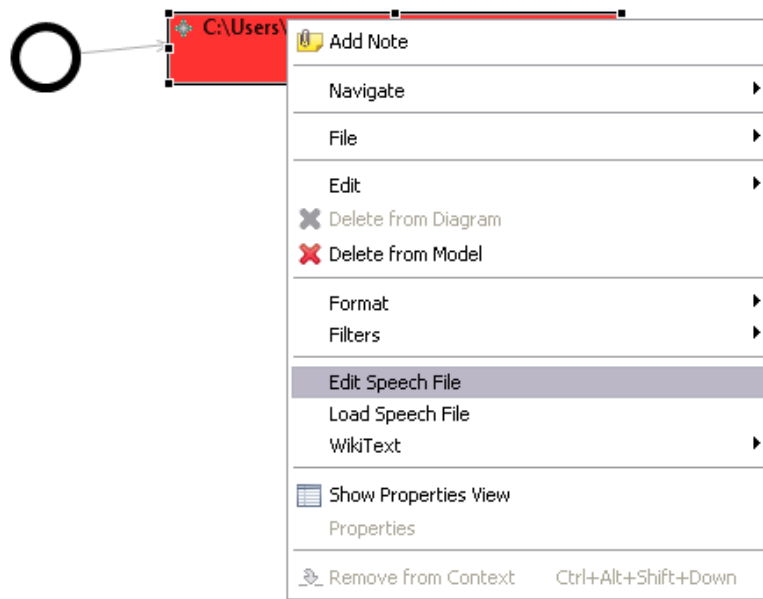 C:\Users\
Add Note
Navigate
File
Edit
Delete from Diagram
Delete from Model
Format
Filters
Edit Speech File
Load Speech File
WikiText
Show Properties View
Properties
Remove from Context Ctrl+Alt+Shift+Down